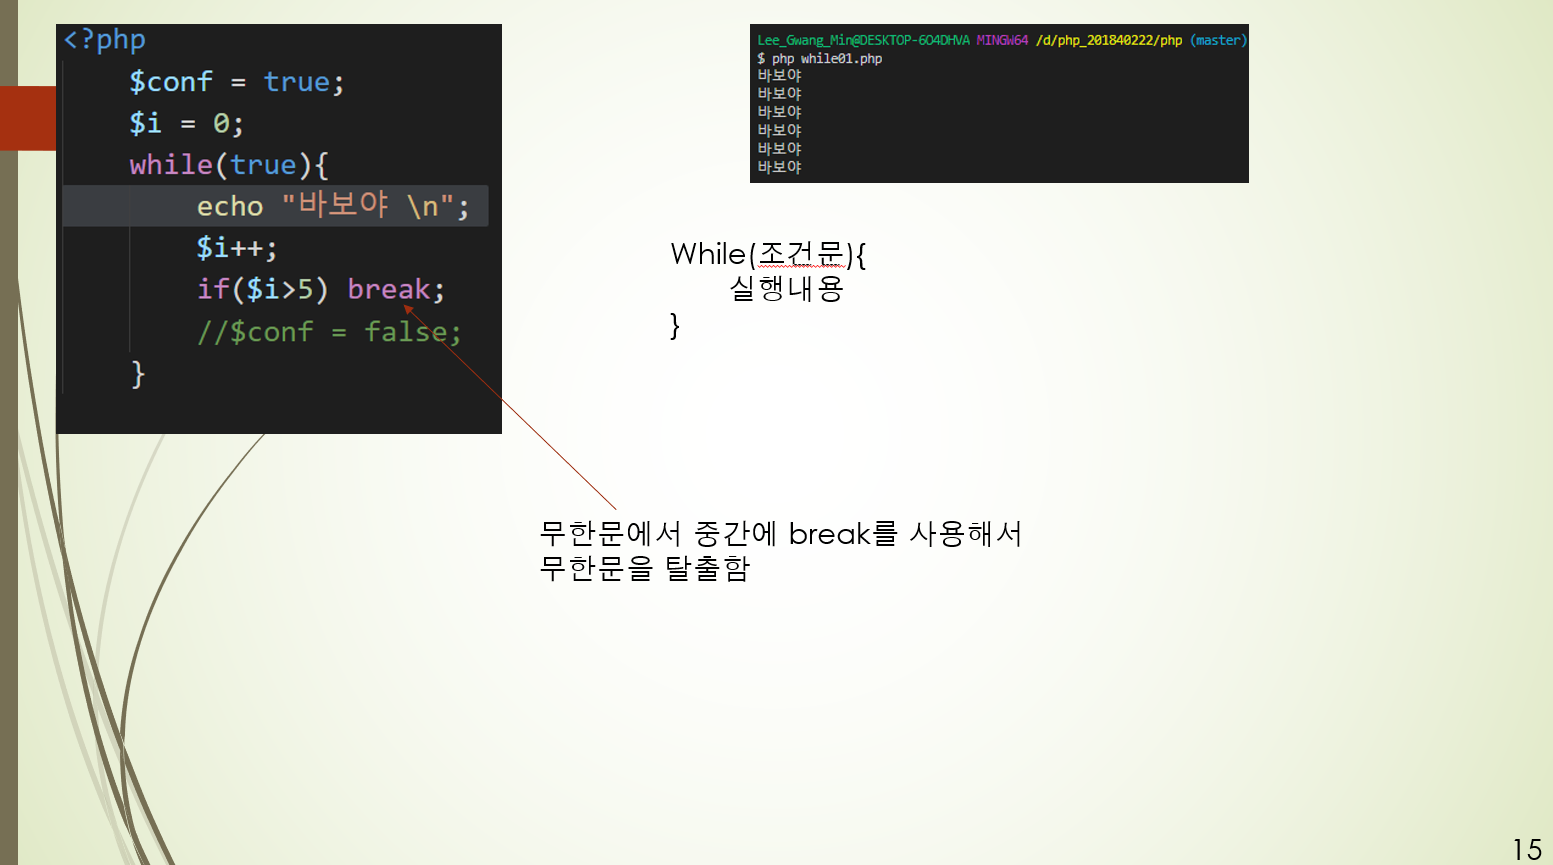 <?php
$conf = true;
$i = 0;
while(true){
echo "바보야 \n";
$i++;
if($i>5) break;
//$conf = false;
}
Lee_Gwang_Min@DESKTOP-6O4DHVA MINGW64 /d/php_201840222/php (master)
$ php while01.php
바보야
바보야
바보야
바보야
바보야
바보야
While(조건문){
실행내용
}
무한문에서 중간에 break를 사용해서
무한문을 탈출함
15